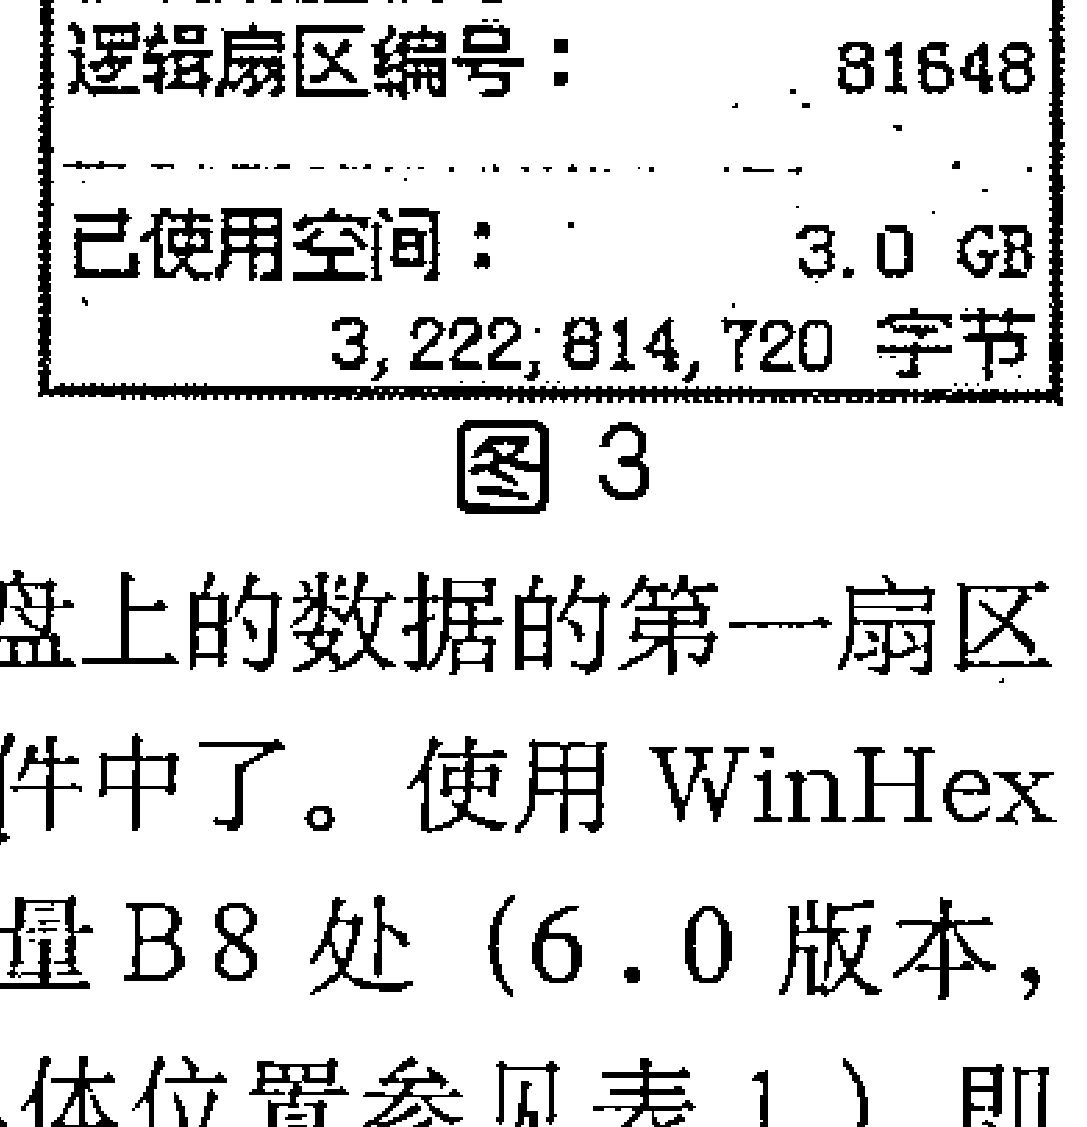 逻辑扇区编号： 81648
已使用空间： 3.0 GB
3,222,814,720 字节
图 3
盘上的数据的第一扇区
件中了。使用 WinHex
量 B8 处 (6.0 版本,
体位置参见表 1) 即